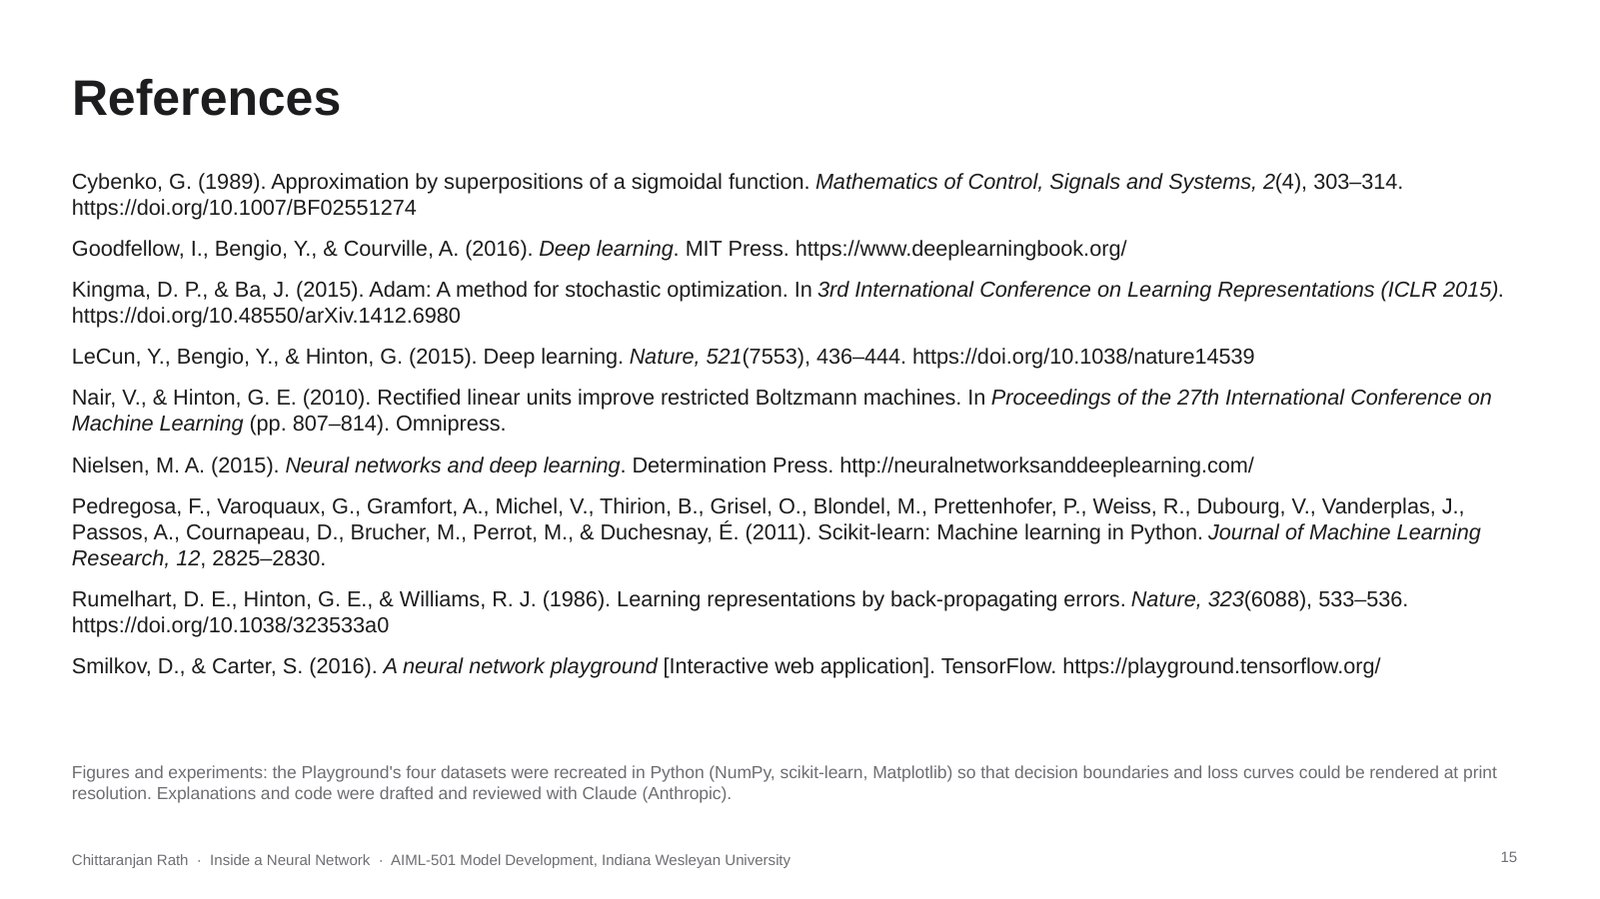 References
Cybenko, G. (1989). Approximation by superpositions of a sigmoidal function. Mathematics of Control, Signals and Systems, 2(4), 303–314.
https://doi.org/10.1007/BF02551274
Goodfellow, I., Bengio, Y., & Courville, A. (2016). Deep learning. MIT Press. https://www.deeplearningbook.org/
Kingma, D. P., & Ba, J. (2015). Adam: A method for stochastic optimization. In 3rd International Conference on Learning Representations (ICLR 2015).
https://doi.org/10.48550/arXiv.1412.6980
LeCun, Y., Bengio, Y., & Hinton, G. (2015). Deep learning. Nature, 521(7553), 436–444. https://doi.org/10.1038/nature14539
Nair, V., & Hinton, G. E. (2010). Rectified linear units improve restricted Boltzmann machines. In Proceedings of the 27th International Conference on
Machine Learning (pp. 807–814). Omnipress.
Nielsen, M. A. (2015). Neural networks and deep learning. Determination Press. http://neuralnetworksanddeeplearning.com/
Pedregosa, F., Varoquaux, G., Gramfort, A., Michel, V., Thirion, B., Grisel, O., Blondel, M., Prettenhofer, P., Weiss, R., Dubourg, V., Vanderplas, J.,
Passos, A., Cournapeau, D., Brucher, M., Perrot, M., & Duchesnay, É. (2011). Scikit-learn: Machine learning in Python. Journal of Machine Learning
Research, 12, 2825–2830.
Rumelhart, D. E., Hinton, G. E., & Williams, R. J. (1986). Learning representations by back-propagating errors. Nature, 323(6088), 533–536.
https://doi.org/10.1038/323533a0
Smilkov, D., & Carter, S. (2016). A neural network playground [Interactive web application]. TensorFlow. https://playground.tensorflow.org/
Figures and experiments: the Playground's four datasets were recreated in Python (NumPy, scikit-learn, Matplotlib) so that decision boundaries and loss curves could be rendered at print
resolution. Explanations and code were drafted and reviewed with Claude (Anthropic).
Chittaranjan Rath · Inside a Neural Network · AIML-501 Model Development, Indiana Wesleyan University
15